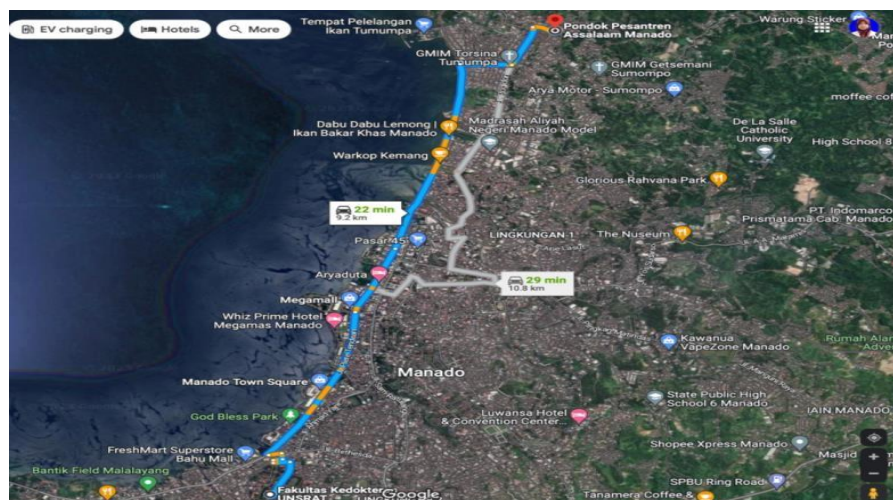 EV charging
Hotels
More
Tempat Pelelangan
Ikan Tumumpa
Pondok Pesantren
Assalaam Manado
Warung Sticker
GMIM Torsina
Tumumpa
GMIM Getsemani
Sumompo
Arya Motor - Sumompo
moffee cof
Dabu Dabu Lemong |
Ikan Bakar Khas Manado
Madrasah Aliyah
Negeri Manado Model
De La Salle
Catholic
University
High School 8
Warkop Kemang
Glorious Rahvana Park
22 min
9.2 km
PT. Indomarco
Prismatama Cab. Manado
LINGKUNGAN 1
The Nuseum
Pasar 45
Aryaduta
29 min
10.8 km
Megamall
Whiz Prime Hotel
Megamas Manado
Kawanua
VapeZone Manado
Rumah Alar
Manado Town Square
Manado
State Public High
School 6 Manado
God Bless Park
Luwansa Hotel
& Convention Center...
IAIN MANADO
FreshMart Superstore
Bahu Mall
Shopee Xpress Manado
Masjid
Bantik Field Malalayang
SPBU Ring Road
Fakultas Kedokter
UNSRAT
Google
Tanamera Coffee &